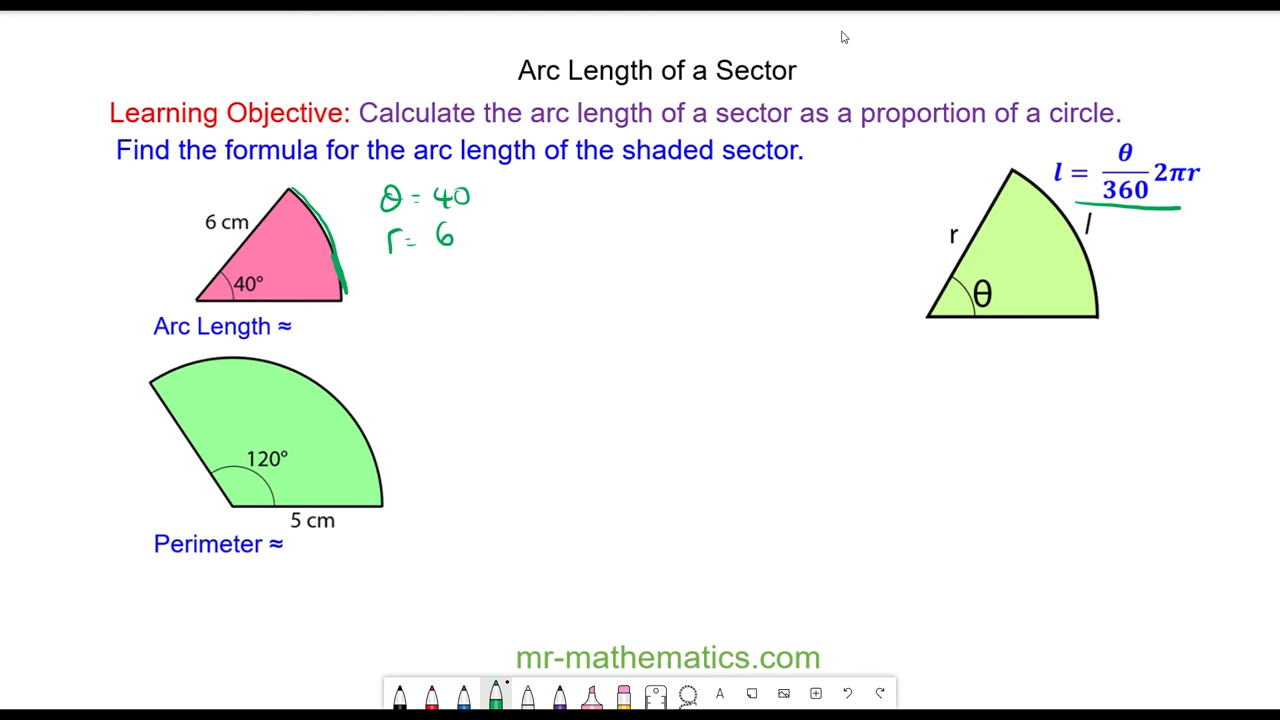 Arc Length of a Sector
Learning Objective: Calculate the arc length of a sector as a proportion of a circle.
Find the formula for the arc length of the shaded sector.
l = θ/360 2πr
6 cm
θ = 40
r = 6
40°
Arc Length ≈
r
l
θ
120°
5 cm
Perimeter ≈
mr-mathematics.com
A